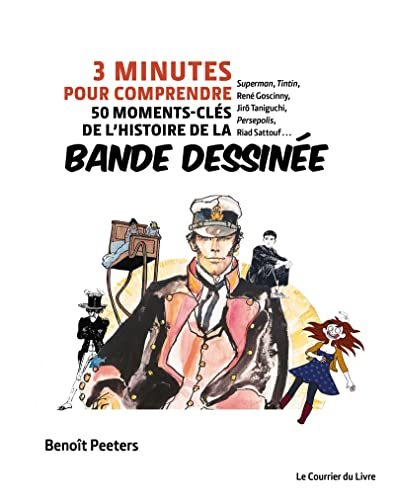 3 MINUTES
POUR COMPRENDRE
50 MOMENTS-CLÉS
DE L'HISTOIRE DE LA
Superman, Tintin,
René Goscinny,
Jirō Taniguchi,
Persepolis,
Riad Sattouf…
BANDE DESSINÉE
Benoît Peeters
Le Courrier du Livre